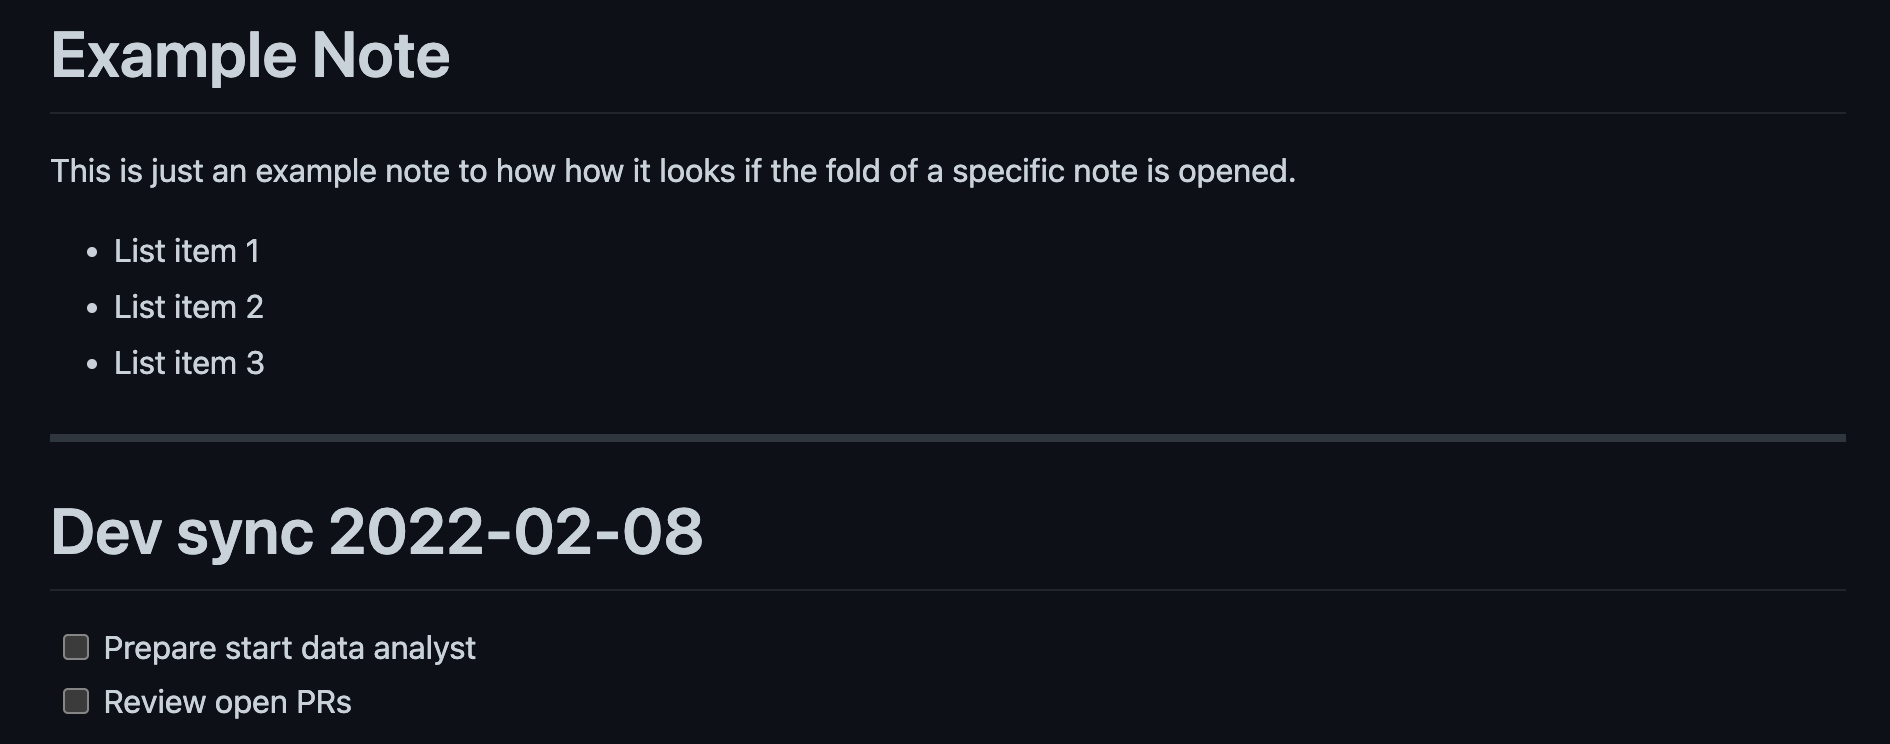 Example Note
This is just an example note to how how it looks if the fold of a specific note is opened.
List item 1
List item 2
List item 3
Dev sync 2022-02-08
Prepare start data analyst
Review open PRs